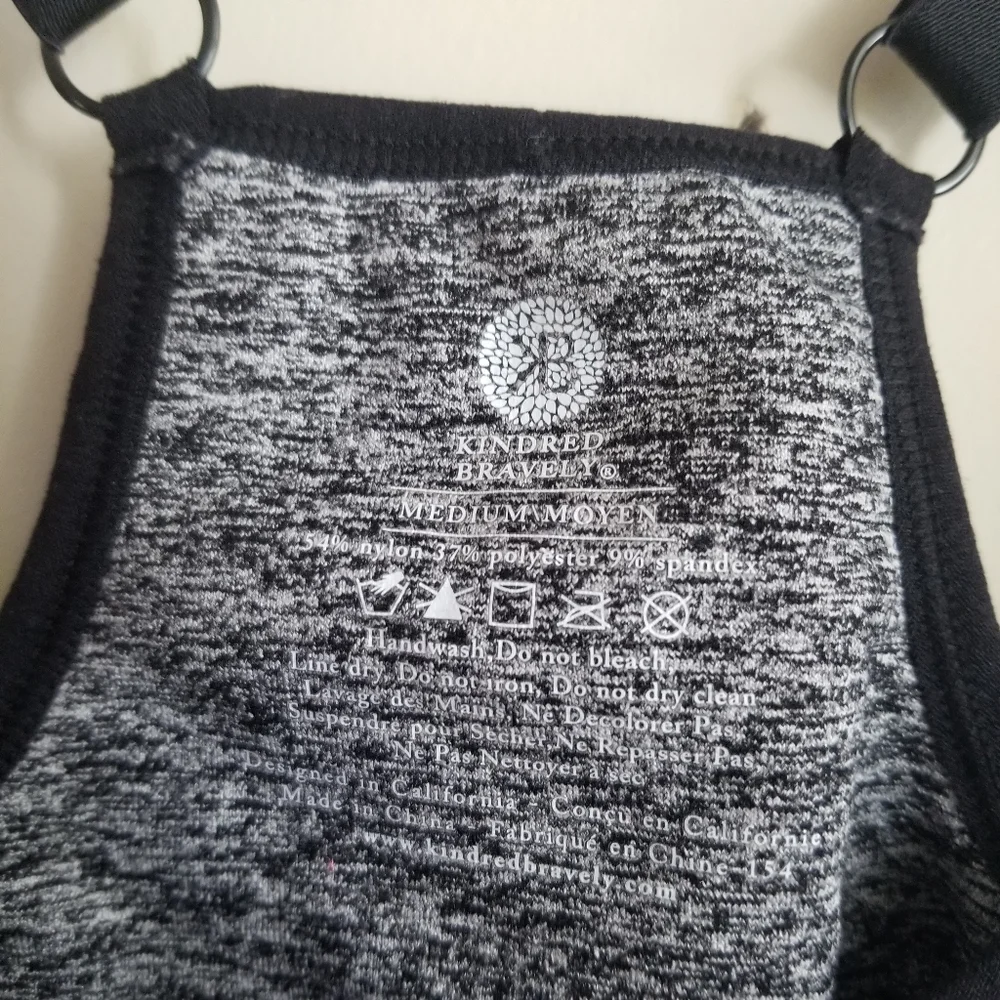 KB
KINDRED
BRAVELY®
MEDIUM\MOYEN
54% nylon 37% polyester 9% spandex
Handwash, Do not bleach,
Line dry, Do not iron, Do not dry clean
Lavage des Mains, Ne Decolorer Pas,
Suspendre pour Sécher, Ne Repasser Pas,
Ne Pas Nettoyer à sec
Designed in California - Conçu en Californie
Made in China - Fabriqué en Chine-154
www.kindredbravely.com